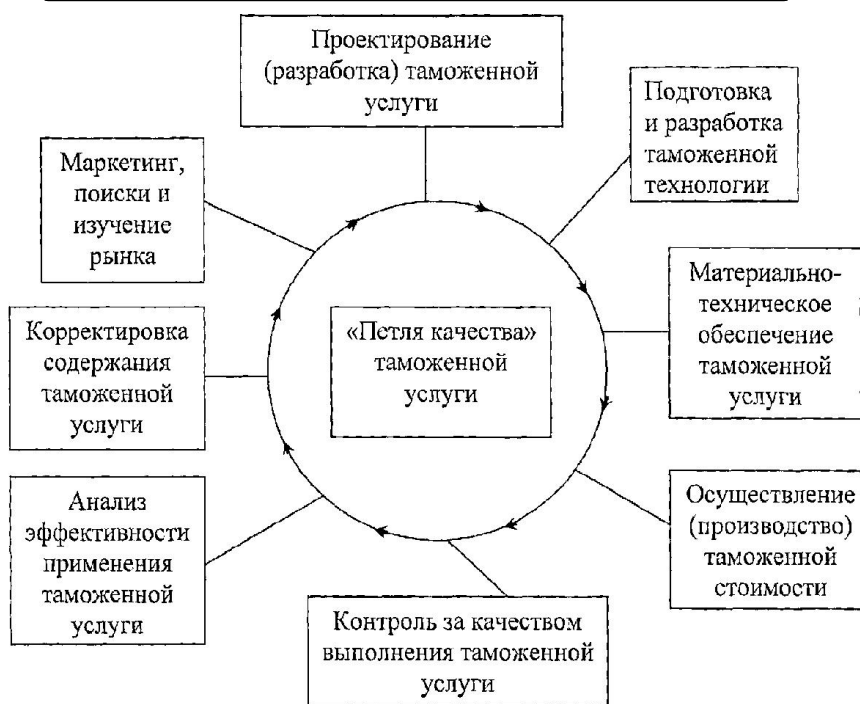 Проектирование
(разработка) таможенной
услуги
Подготовка
и разработка
таможенной
технологии
Маркетинг,
поиски и
изучение
рынка
Материально-
техническое
обеспечение
таможенной
услуги
«Петля качества»
таможенной
услуги
Корректировка
содержания
таможенной
услуги
Осуществление
(производство)
таможенной
стоимости
Анализ
эффективности
применения
таможенной
услуги
Контроль за качеством
выполнения таможенной
услуги